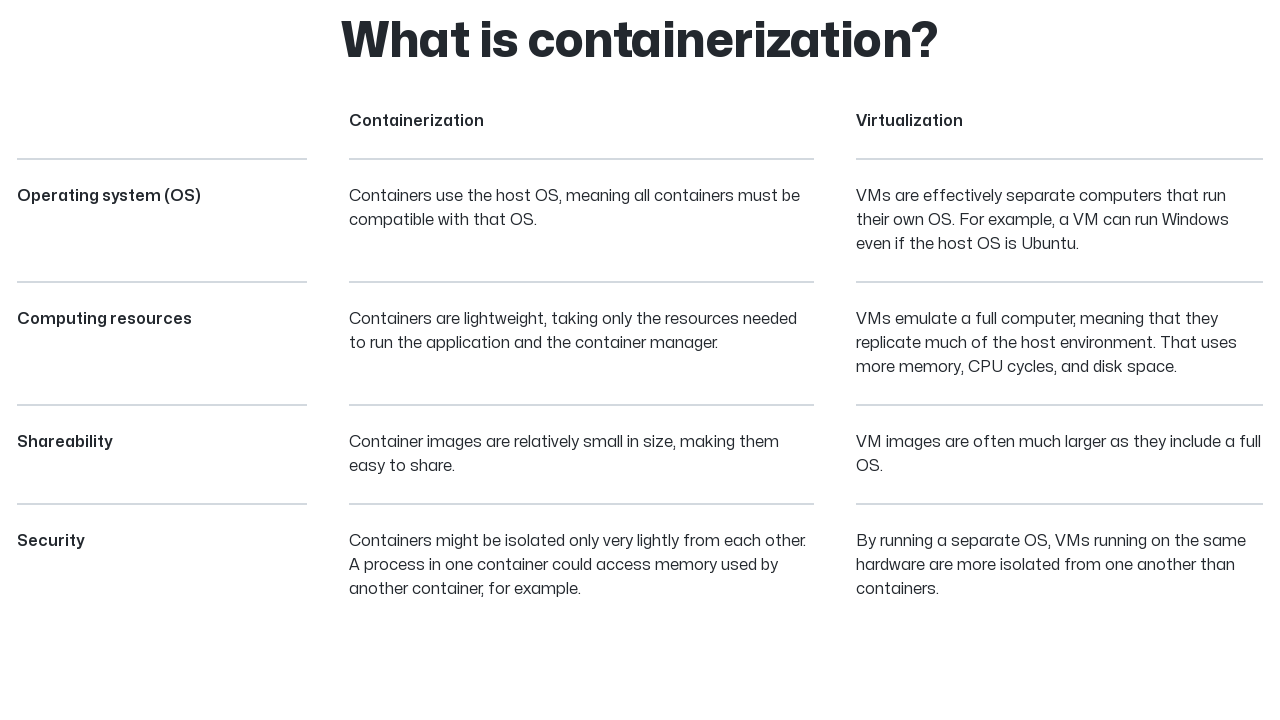 What is containerization?
Containerization
Virtualization
Operating system (OS)
Containers use the host OS, meaning all containers must be
compatible with that OS.
VMs are effectively separate computers that run
their own OS. For example, a VM can run Windows
even if the host OS is Ubuntu.
Computing resources
Containers are lightweight, taking only the resources needed
to run the application and the container manager.
VMs emulate a full computer, meaning that they
replicate much of the host environment. That uses
more memory, CPU cycles, and disk space.
Shareability
Container images are relatively small in size, making them
easy to share.
VM images are often much larger as they include a full
OS.
Security
Containers might be isolated only very lightly from each other.
A process in one container could access memory used by
another container, for example.
By running a separate OS, VMs running on the same
hardware are more isolated from one another than
containers.